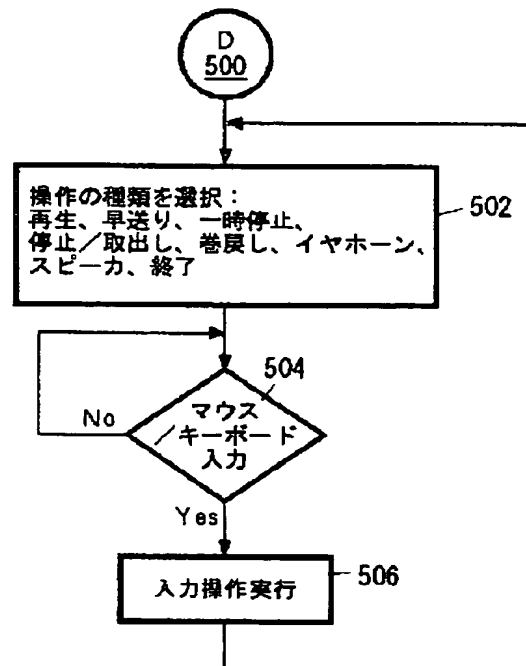 D
500
操作の種類を選択：
再生、早送り、一時停止、
停止／取出し、巻戻し、イヤホーン、
スピーカ、終了
502
504
マウス
／キーボード
入力
No
Yes
入力操作実行
506